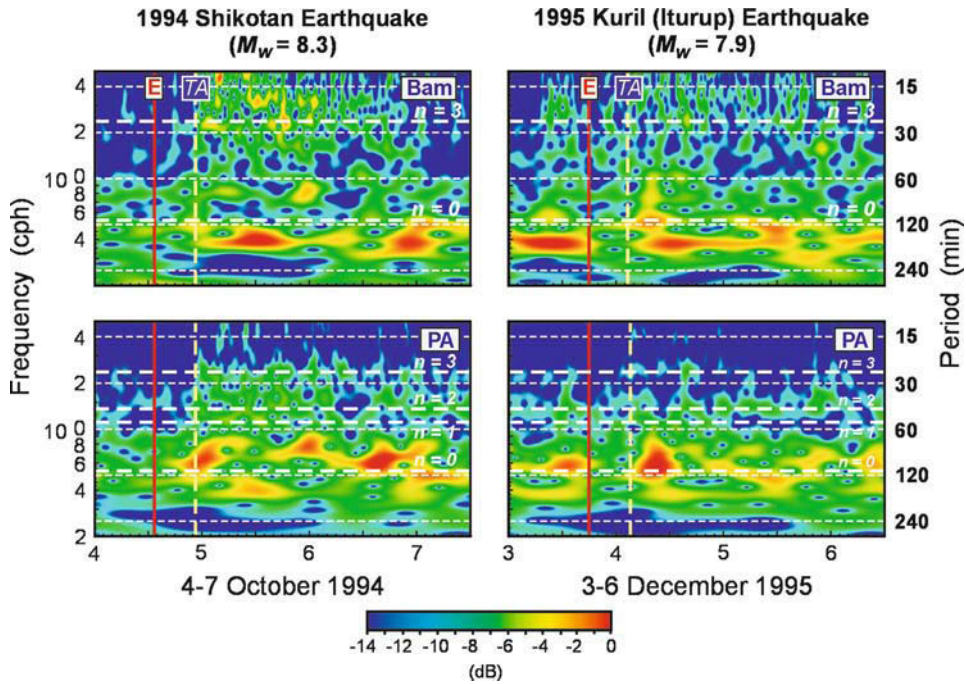 1994 Shikotan Earthquake
(Mw = 8.3)
1995 Kuril (Iturup) Earthquake
(Mw = 7.9)
E TA Bam
n = 3
n = 0
4
2
10 0
8
6
4
E TA Bam
n = 3
n = 0
15
30
60
120
240
PA
n = 3
n = 2
n = 1
n = 0
4
2
10 0
8
6
4
2
PA
n = 3
n = 2
n = 1
n = 0
15
30
60
120
240
Frequency (cph)
Period (min)
4 5 6 7
3 4 5 6
4-7 October 1994
3-6 December 1995
-14 -12 -10 -8 -6 -4 -2 0
(dB)